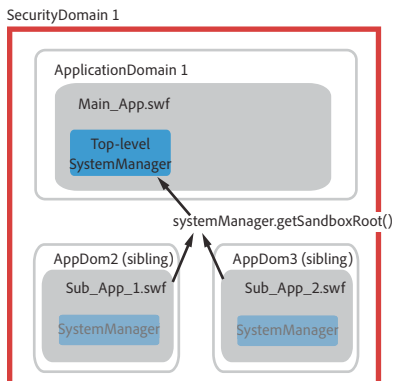 SecurityDomain 1
ApplicationDomain 1
Main_App.swf
Top-level
SystemManager
systemManager.getSandboxRoot()
AppDom2 (sibling)
AppDom3 (sibling)
Sub_App_1.swf
Sub_App_2.swf
SystemManager
SystemManager